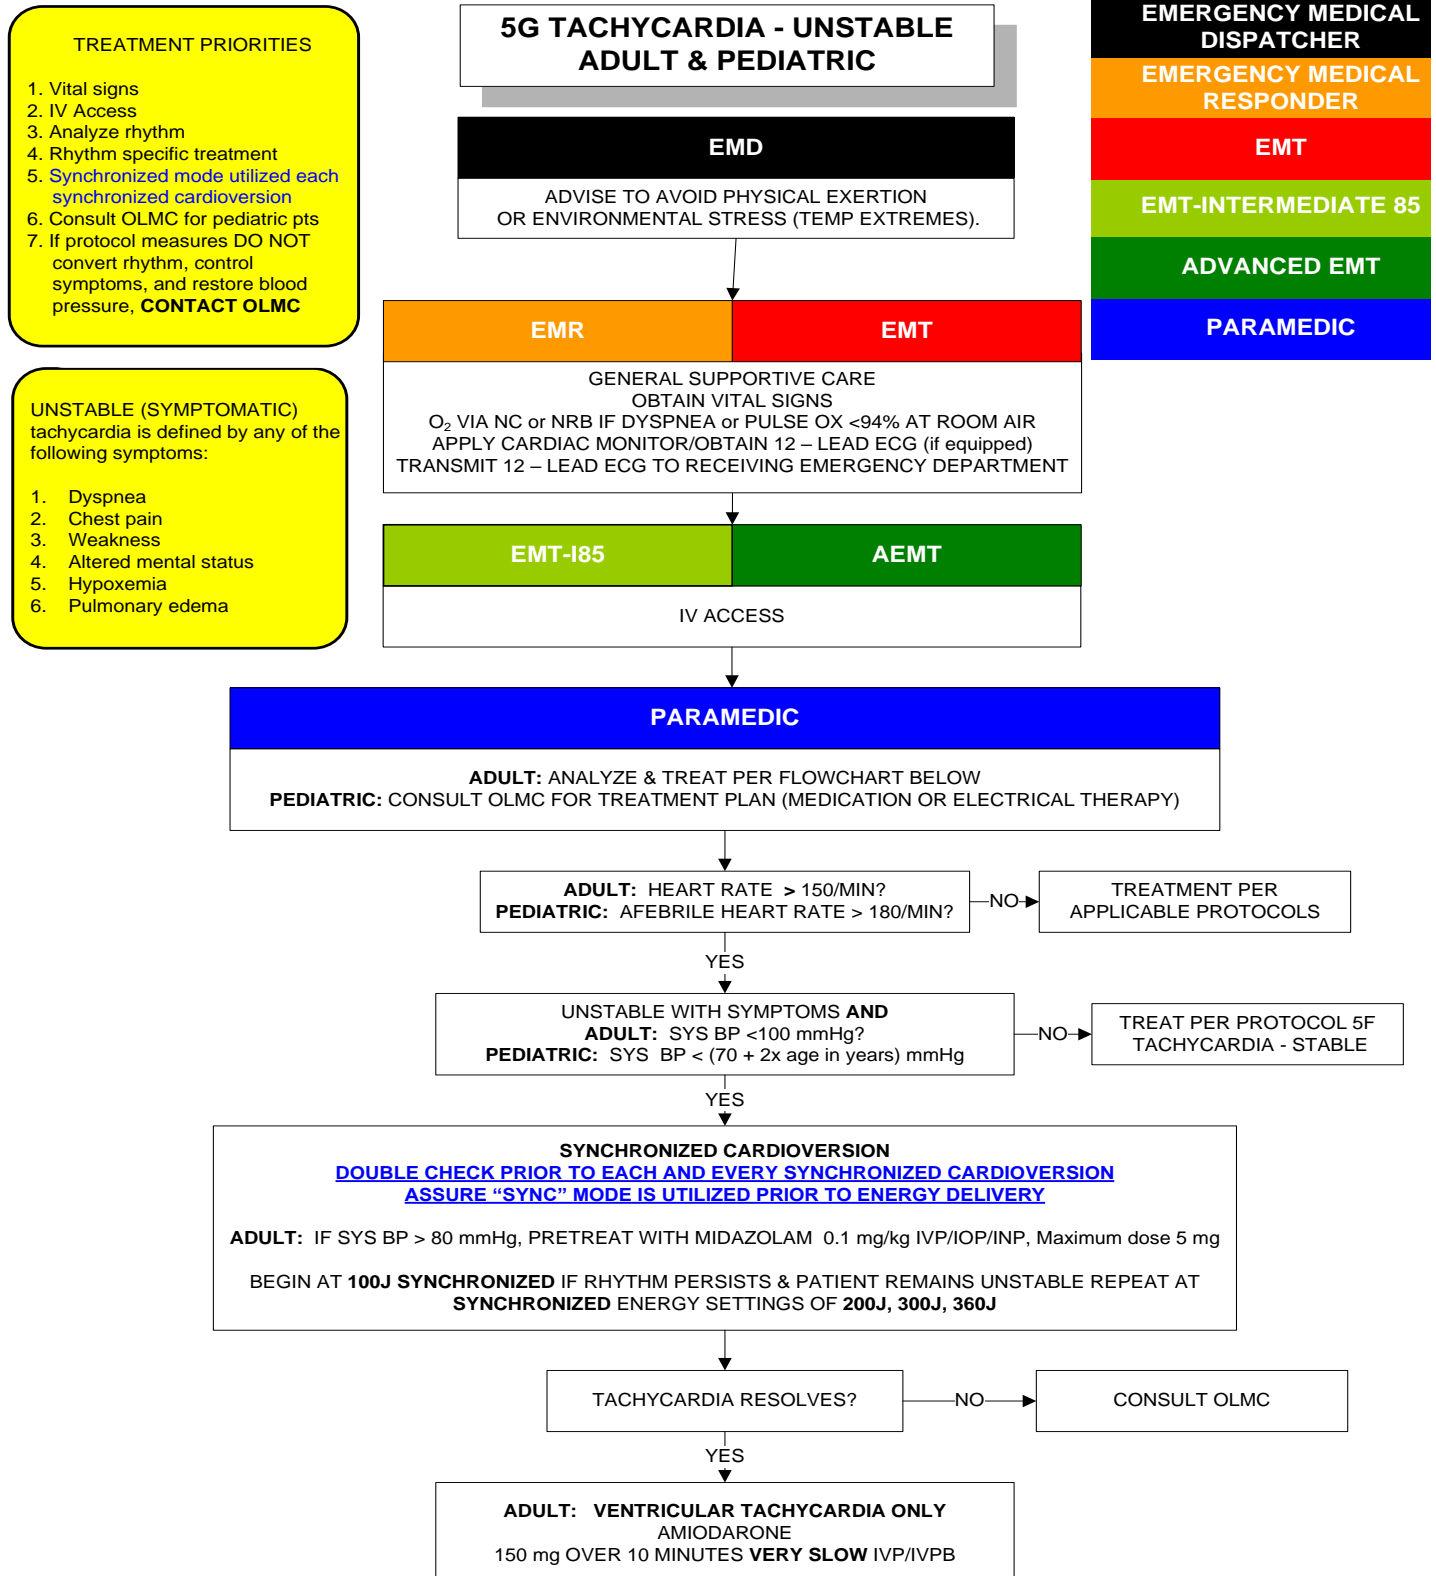 TREATMENT PRIORITIES
1. Vital signs
2. IV Access
3. Analyze rhythm
4. Rhythm specific treatment
5. Synchronized mode utilized each
synchronized cardioversion
6. Consult OLMC for pediatric pts
7. If protocol measures DO NOT
convert rhythm, control
symptoms, and restore blood
pressure, CONTACT OLMC
UNSTABLE (SYMPTOMATIC)
tachycardia is defined by any of the
following symptoms:
1. Dyspnea
2. Chest pain
3. Weakness
4. Altered mental status
5. Hypoxemia
6. Pulmonary edema
5G TACHYCARDIA - UNSTABLE
ADULT & PEDIATRIC
EMERGENCY MEDICAL
DISPATCHER
EMERGENCY MEDICAL
RESPONDER
EMT
EMT-INTERMEDIATE 85
ADVANCED EMT
PARAMEDIC
EMD
ADVISE TO AVOID PHYSICAL EXERTION
OR ENVIRONMENTAL STRESS (TEMP EXTREMES).
EMR
EMT
GENERAL SUPPORTIVE CARE
OBTAIN VITAL SIGNS
O₂ VIA NC or NRB IF DYSPNEA or PULSE OX <94% AT ROOM AIR
APPLY CARDIAC MONITOR/OBTAIN 12 – LEAD ECG (if equipped)
TRANSMIT 12 – LEAD ECG TO RECEIVING EMERGENCY DEPARTMENT
EMT-I85
AEMT
IV ACCESS
PARAMEDIC
ADULT: ANALYZE & TREAT PER FLOWCHART BELOW
PEDIATRIC: CONSULT OLMC FOR TREATMENT PLAN (MEDICATION OR ELECTRICAL THERAPY)
ADULT: HEART RATE > 150/MIN?
PEDIATRIC: AFEBRILE HEART RATE > 180/MIN?
NO
TREATMENT PER
APPLICABLE PROTOCOLS
YES
UNSTABLE WITH SYMPTOMS AND
ADULT: SYS BP <100 mmHg?
PEDIATRIC: SYS BP < (70 + 2x age in years) mmHg
NO
TREAT PER PROTOCOL 5F
TACHYCARDIA - STABLE
YES
SYNCHRONIZED CARDIOVERSION
DOUBLE CHECK PRIOR TO EACH AND EVERY SYNCHRONIZED CARDIOVERSION
ASSURE “SYNC” MODE IS UTILIZED PRIOR TO ENERGY DELIVERY
ADULT: IF SYS BP > 80 mmHg, PRETREAT WITH MIDAZOLAM 0.1 mg/kg IVP/IOP/INP, Maximum dose 5 mg
BEGIN AT 100J SYNCHRONIZED IF RHYTHM PERSISTS & PATIENT REMAINS UNSTABLE REPEAT AT
SYNCHRONIZED ENERGY SETTINGS OF 200J, 300J, 360J
TACHYCARDIA RESOLVES?
NO
CONSULT OLMC
YES
ADULT: VENTRICULAR TACHYCARDIA ONLY
AMIODARONE
150 mg OVER 10 MINUTES VERY SLOW IVP/IVPB